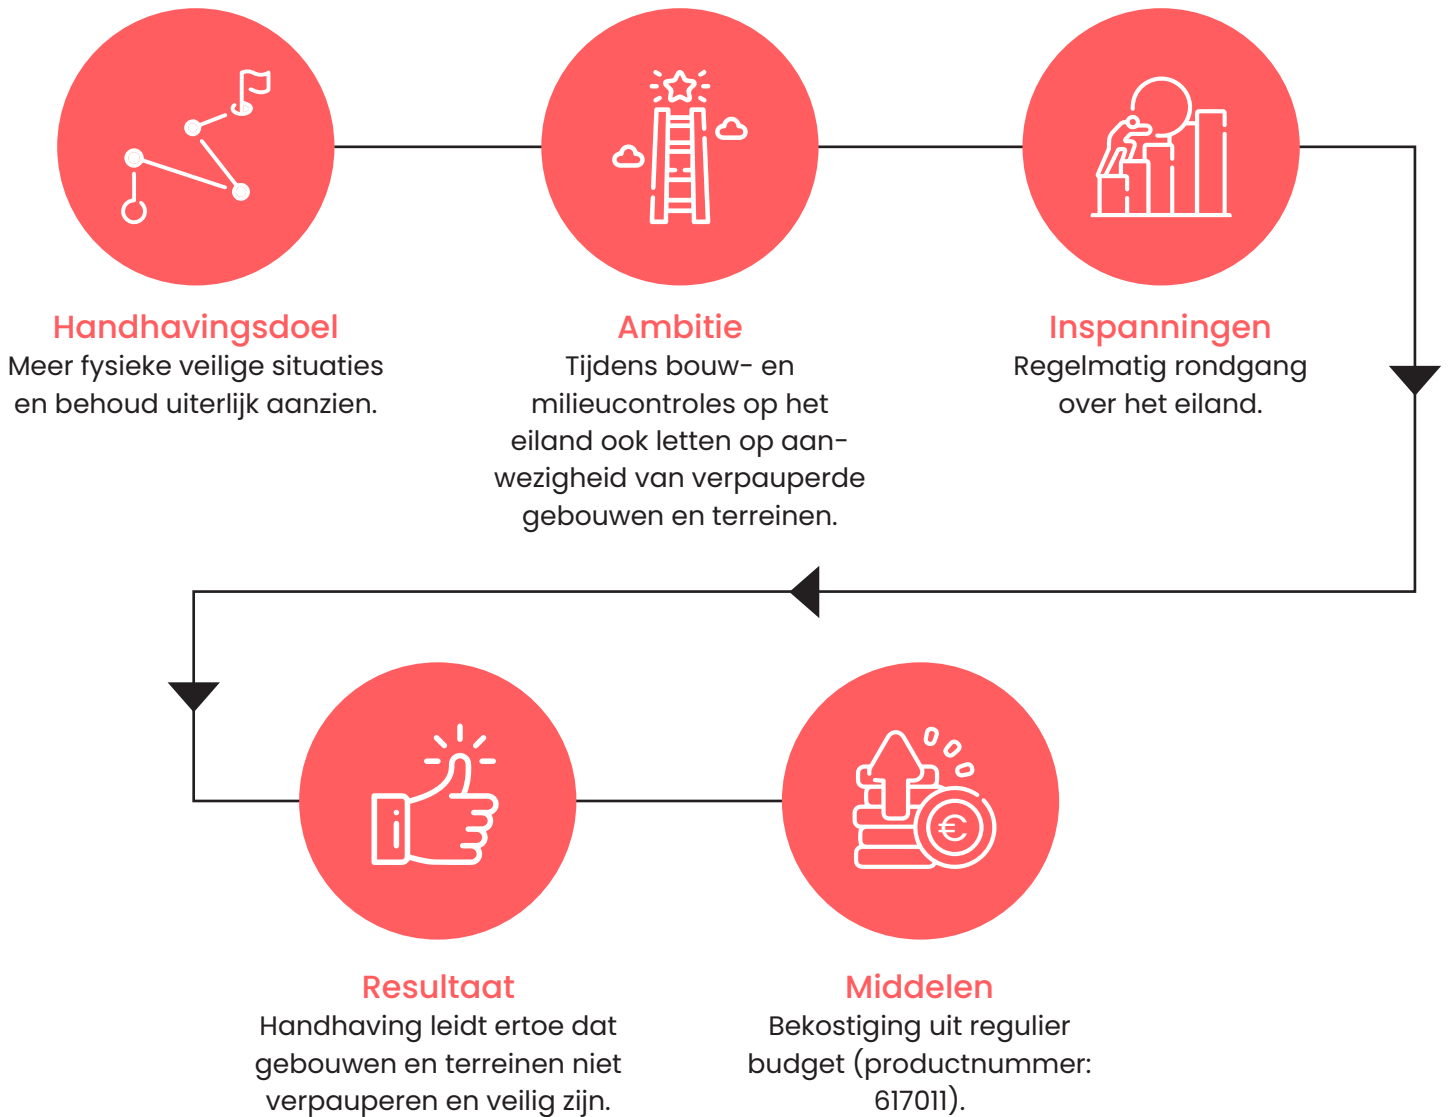 Handhavingsdoel
Meer fysieke veilige situaties
en behoud uiterlijk aanzien.
Ambitie
Tijdens bouw- en
milieucontroles op het
eiland ook letten op aan-
wezigheid van verpauperde
gebouwen en terreinen.
Inspanningen
Regelmatig rondgang
over het eiland.
Resultaat
Handhaving leidt ertoe dat
gebouwen en terreinen niet
verpauperen en veilig zijn.
Middelen
Bekostiging uit regulier
budget (productnummer:
617011).
€